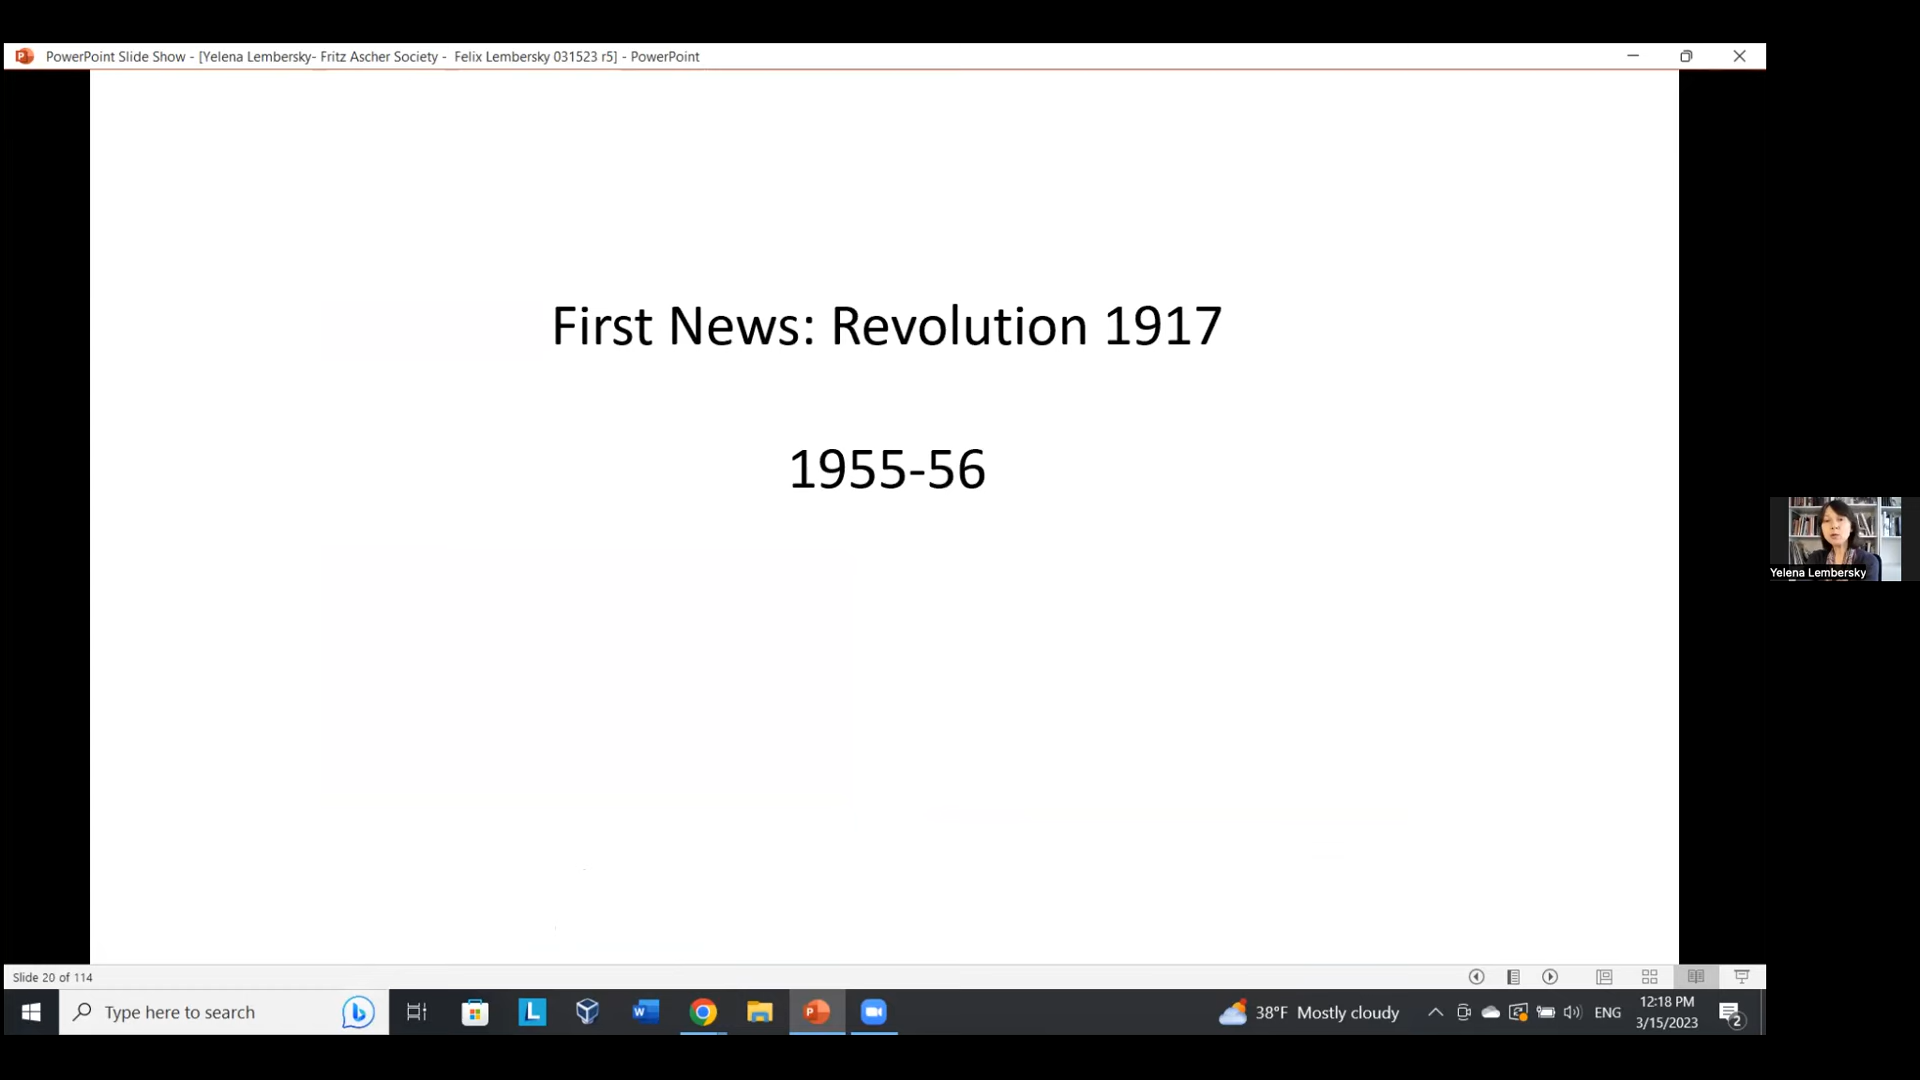 PowerPoint Slide Show - [Yelena Lembersky- Fritz Ascher Society -  Felix Lembersky 031523 r5] - PowerPoint
First News: Revolution 1917
1955-56
Yelena Lembersky
Slide 20 of 114
Type here to search
38°F Mostly cloudy
ENG
12:18 PM
3/15/2023
2